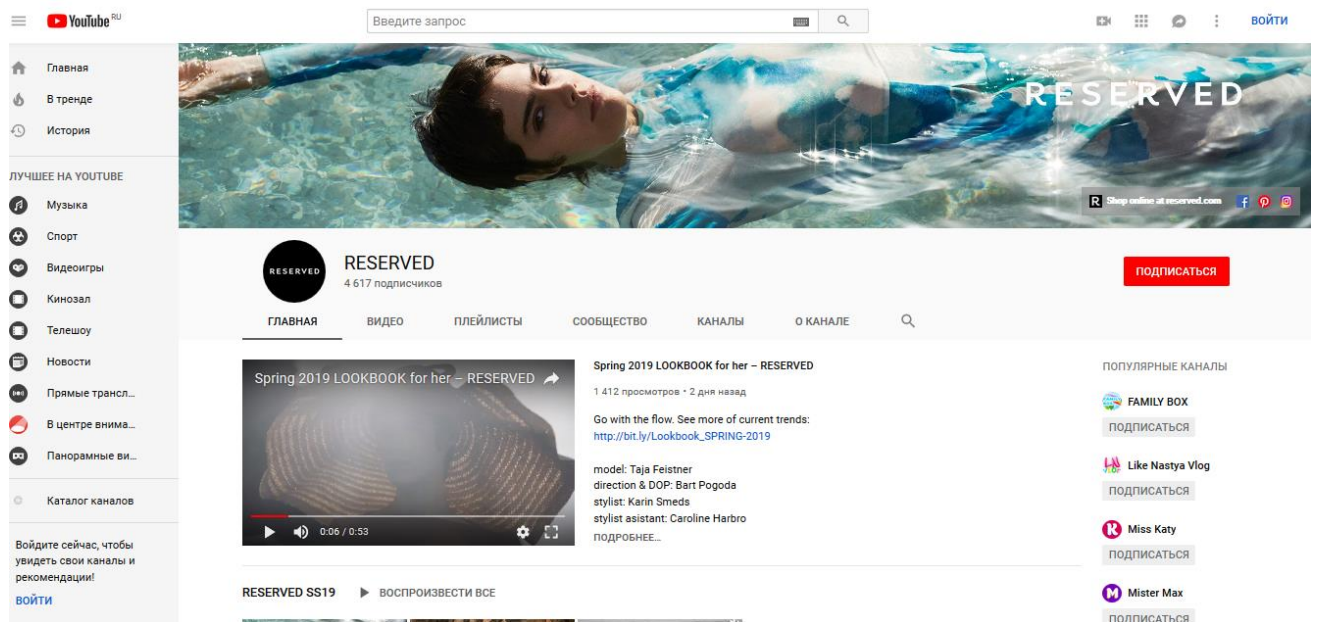 YouTube RU
Введите запрос
ВОЙТИ
Главная
В тренде
История
ЛУЧШЕЕ НА YOUTUBE
Музыка
Спорт
Видеоигры
Кинозал
Телешоу
Новости
Прямые трансл...
В центре внима...
Панорамные ви...
Каталог каналов
Войдите сейчас, чтобы
увидеть свои каналы и
рекомендации!
ВОЙТИ
RESERVED
R Shop online at reserved.com
RESERVED
RESERVED
4 617 подписчиков
ПОДПИСАТЬСЯ
ГЛАВНАЯ ВИДЕО ПЛЕЙЛИСТЫ СООБЩЕСТВО КАНАЛЫ О КАНАЛЕ
Spring 2019 LOOKBOOK for her – RESERVED
0:06 / 0:53
Spring 2019 LOOKBOOK for her – RESERVED
1 412 просмотров • 2 дня назад
Go with the flow. See more of current trends:
http://bit.ly/Lookbook_SPRING-2019
model: Taja Feistner
direction & DOP: Bart Pogoda
stylist: Karin Smeds
stylist asistant: Caroline Harbro
ПОДРОБНЕЕ...
RESERVED SS19 ВОСПРОИЗВЕСТИ ВСЕ
ПОПУЛЯРНЫЕ КАНАЛЫ
FAMILY BOX
ПОДПИСАТЬСЯ
Like Nastya Vlog
ПОДПИСАТЬСЯ
Miss Katy
ПОДПИСАТЬСЯ
Mister Max
ПОДПИСАТЬСЯ